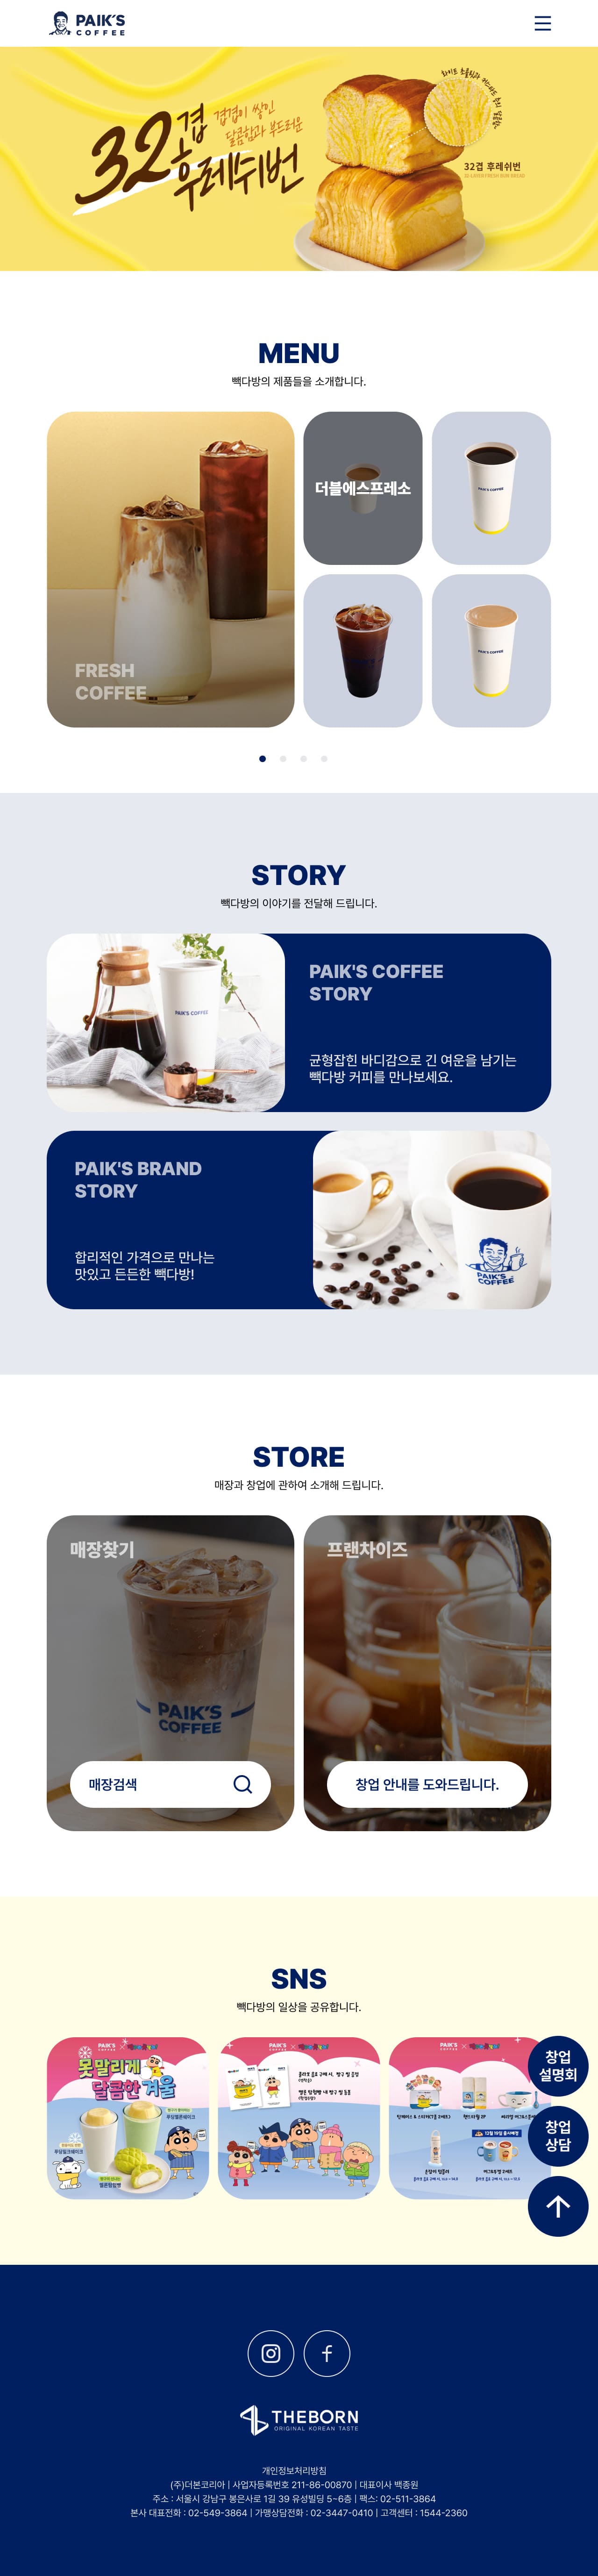 PAIK'S
COFFEE
32겹
겹겹이 쌓인
달콤함과 부드러운
후레쉬번
32겹 후레쉬번
MENU
빽다방의 제품들을 소개합니다.
FRESH
COFFEE
더블에스프레소
PAIK'S COFFEE
PAIK'S COFFEE
STORY
빽다방의 이야기를 전달해 드립니다.
PAIK'S COFFEE
PAIK'S COFFEE
STORY
균형잡힌 바디감으로 긴 여운을 남기는
빽다방 커피를 만나보세요.
PAIK'S BRAND
STORY
합리적인 가격으로 만나는
맛있고 든든한 빽다방!
PAIK'S
COFFEE
STORE
매장과 창업에 관하여 소개해 드립니다.
매장찾기
PAIK'S
COFFEE
매장검색
프랜차이즈
창업 안내를 도와드립니다.
SNS
빽다방의 일상을 공유합니다.
못말리게
달콤한 겨울
창업
설명회
창업
상담
THEBORN
ORIGINAL KOREAN TASTE
개인정보처리방침
(주)더본코리아 | 사업자등록번호 211-86-00870 | 대표이사 백종원
주소 : 서울시 강남구 봉은사로 1길 39 유성빌딩 5~6층 | 팩스: 02-511-3864
본사 대표전화 : 02-549-3864 | 가맹상담전화 : 02-3447-0410 | 고객센터 : 1544-2360